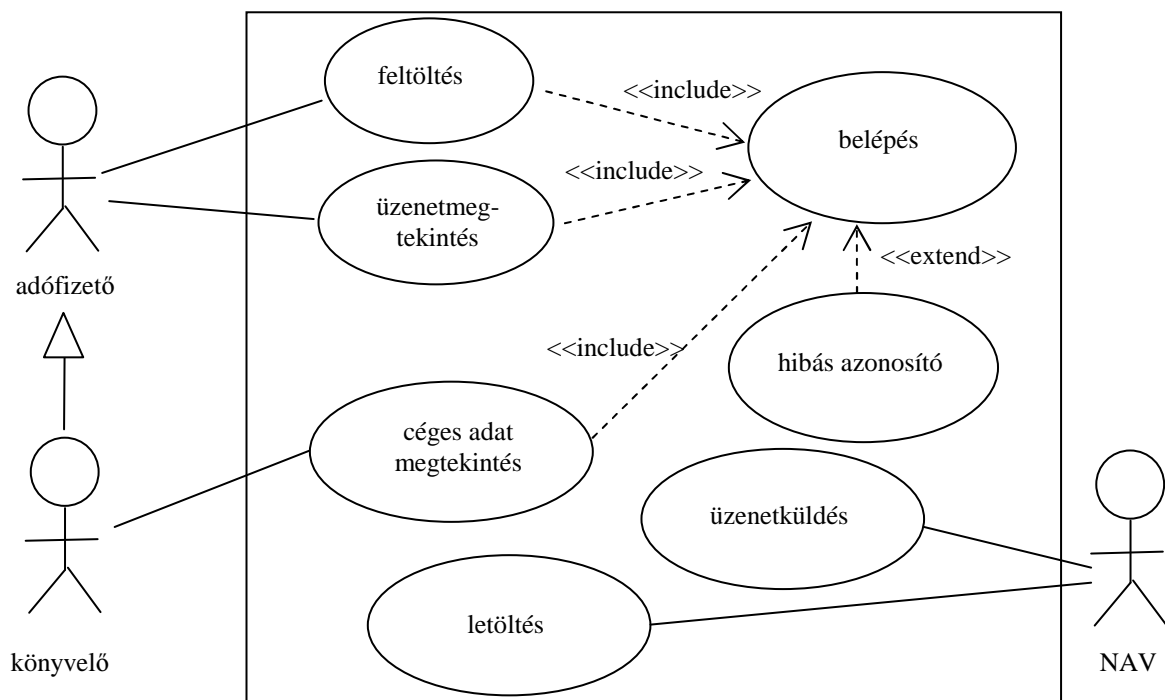 feltöltés
<<include>>
belépés
üzenetmeg-
tekintés
<<include>>
<<extend>>
adófizető
<<include>>
hibás azonosító
céges adat
megtekintés
üzenetküldés
letöltés
könyvelő
NAV